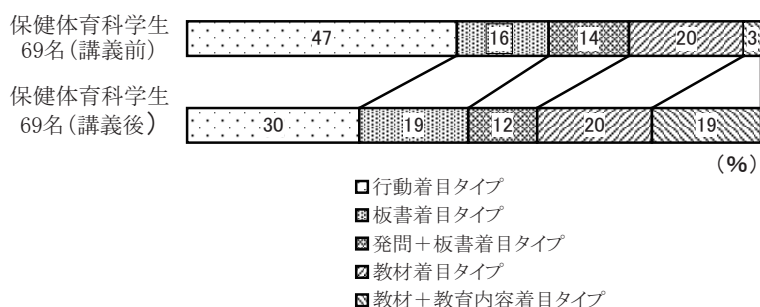 保健体育科学生
69名(講義前)
47 16 14 20 3
保健体育科学生
69名(講義後)
30 19 12 20 19
(%)
行動着目タイプ
板書着目タイプ
発問+板書着目タイプ
教材着目タイプ
教材+教育内容着目タイプ